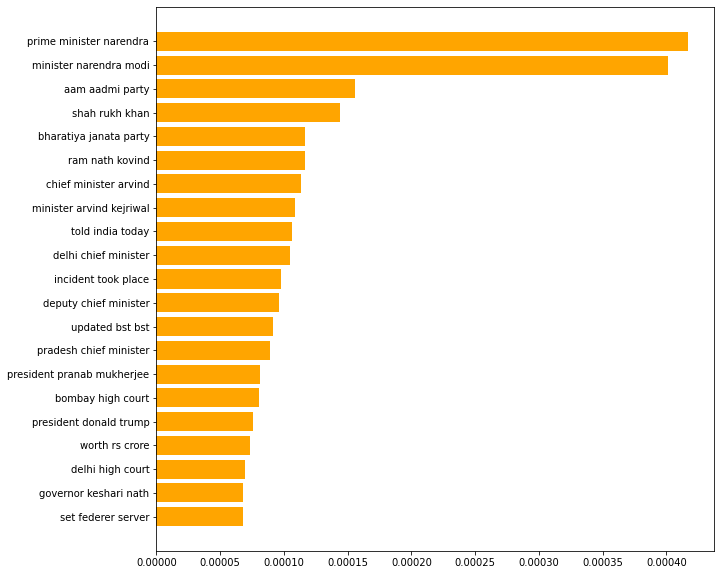 prime minister narendra
minister narendra modi
aam aadmi party
shah rukh khan
bharatiya janata party
ram nath kovind
chief minister arvind
minister arvind kejriwal
told india today
delhi chief minister
incident took place
deputy chief minister
updated bst bst
pradesh chief minister
president pranab mukherjee
bombay high court
president donald trump
worth rs crore
delhi high court
governor keshari nath
set federer server
0.00000 0.00005 0.00010 0.00015 0.00020 0.00025 0.00030 0.00035 0.00040